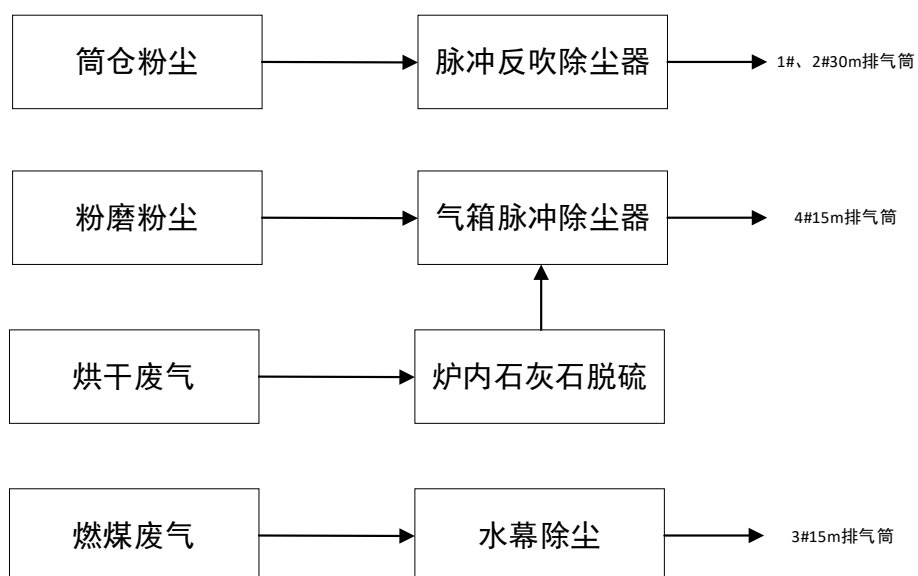 筒仓粉尘
脉冲反吹除尘器
1#、2#30m排气筒
粉磨粉尘
气箱脉冲除尘器
4#15m排气筒
烘干废气
炉内石灰石脱硫
燃煤废气
水幕除尘
3#15m排气筒